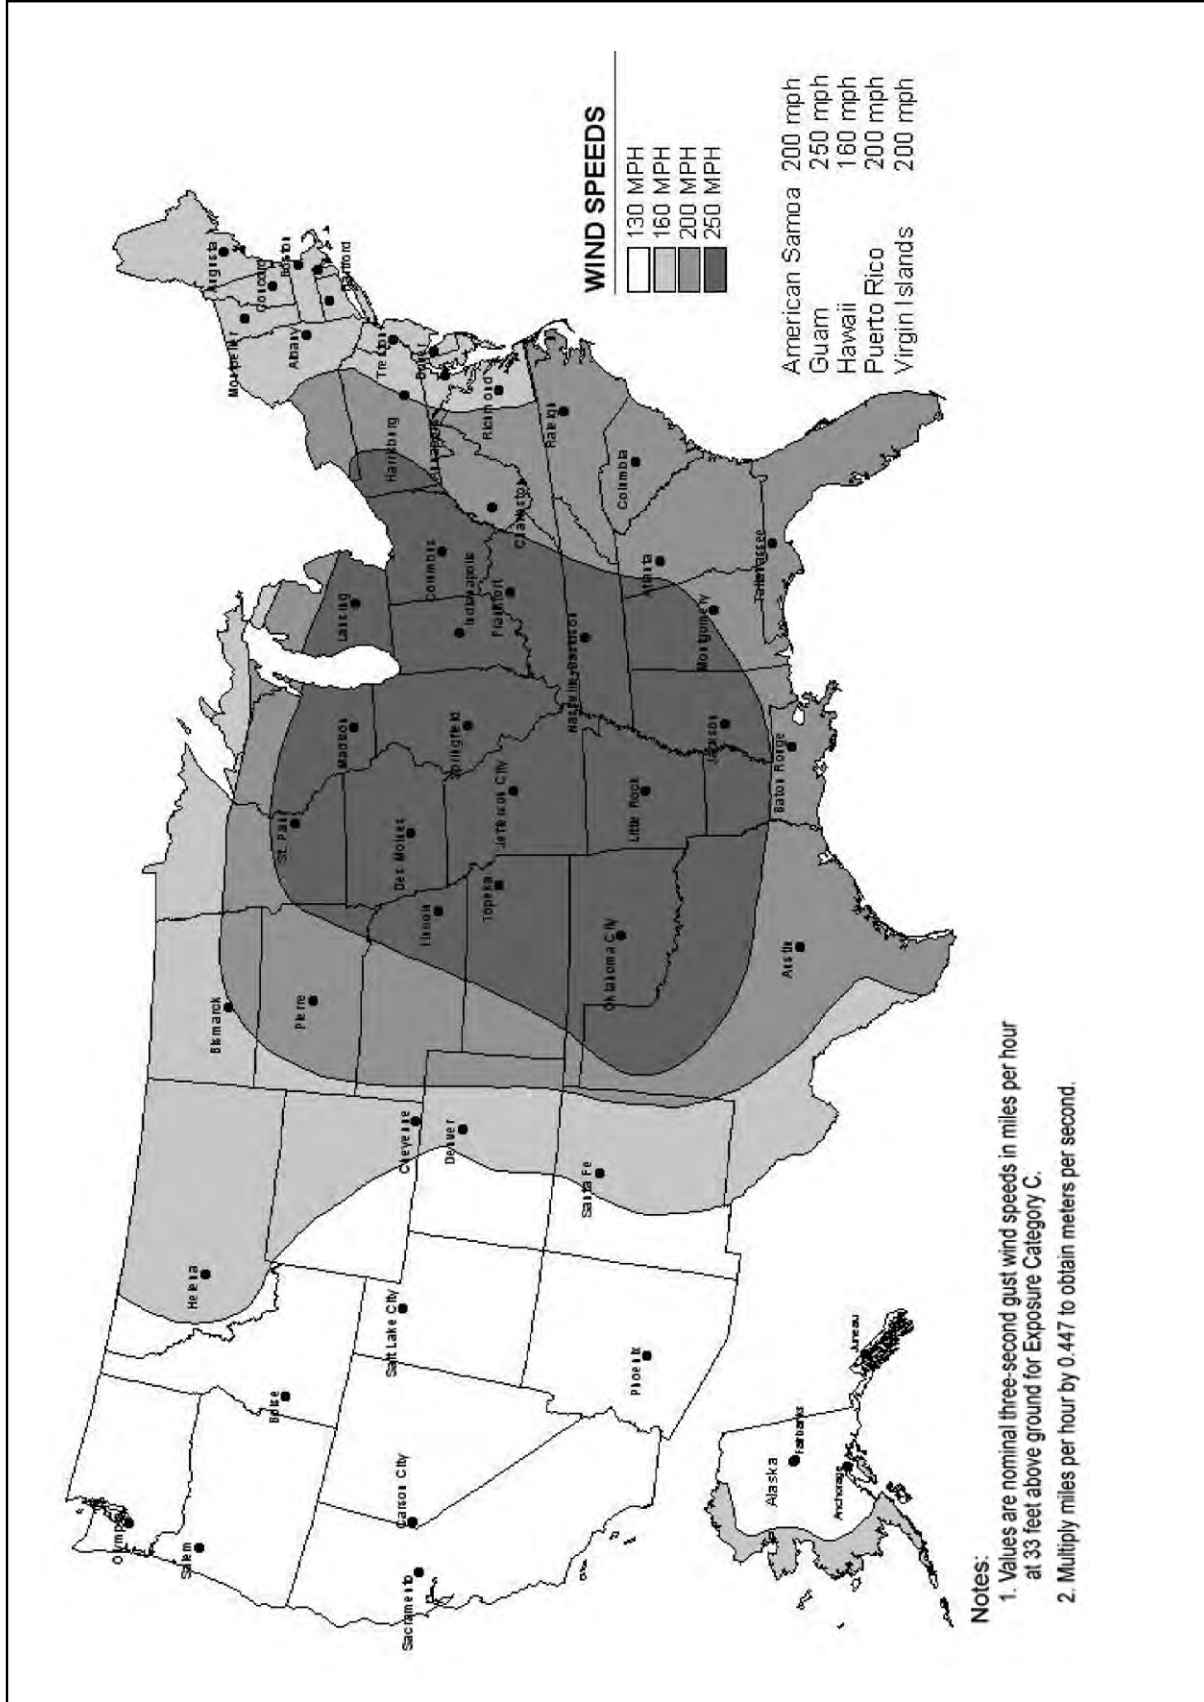 Olympia
Helena
Bismarck
Montpelier
Augusta
Salem
Boise
Pierre
St. Paul
Albany
Concord
Boston
Hartford
Madison
Lansing
Carson City
Sacramento
Salt Lake City
Cheyenne
Denver
Des Moines
Lincoln
Harrisburg
Trenton
Dover
Annapolis
Columbus
Indianapolis
Springfield
Topeka
Jefferson City
Frankfort
Charleston
Richmond
Santa Fe
Oklahoma City
Nashville-Davidson
Raleigh
Phoenix
Little Rock
Atlanta
Columbia
Jackson
Montgomery
Austin
Baton Rouge
Tallahassee
Alaska
Fairbanks
Anchorage
Juneau
WIND SPEEDS
130 MPH
160 MPH
200 MPH
250 MPH
American Samoa 200 mph
Guam 250 mph
Hawaii 160 mph
Puerto Rico 200 mph
Virgin Islands 200 mph
Notes:
1. Values are nominal three-second gust wind speeds in miles per hour
at 33 feet above ground for Exposure Category C.
2. Multiply miles per hour by 0.447 to obtain meters per second.